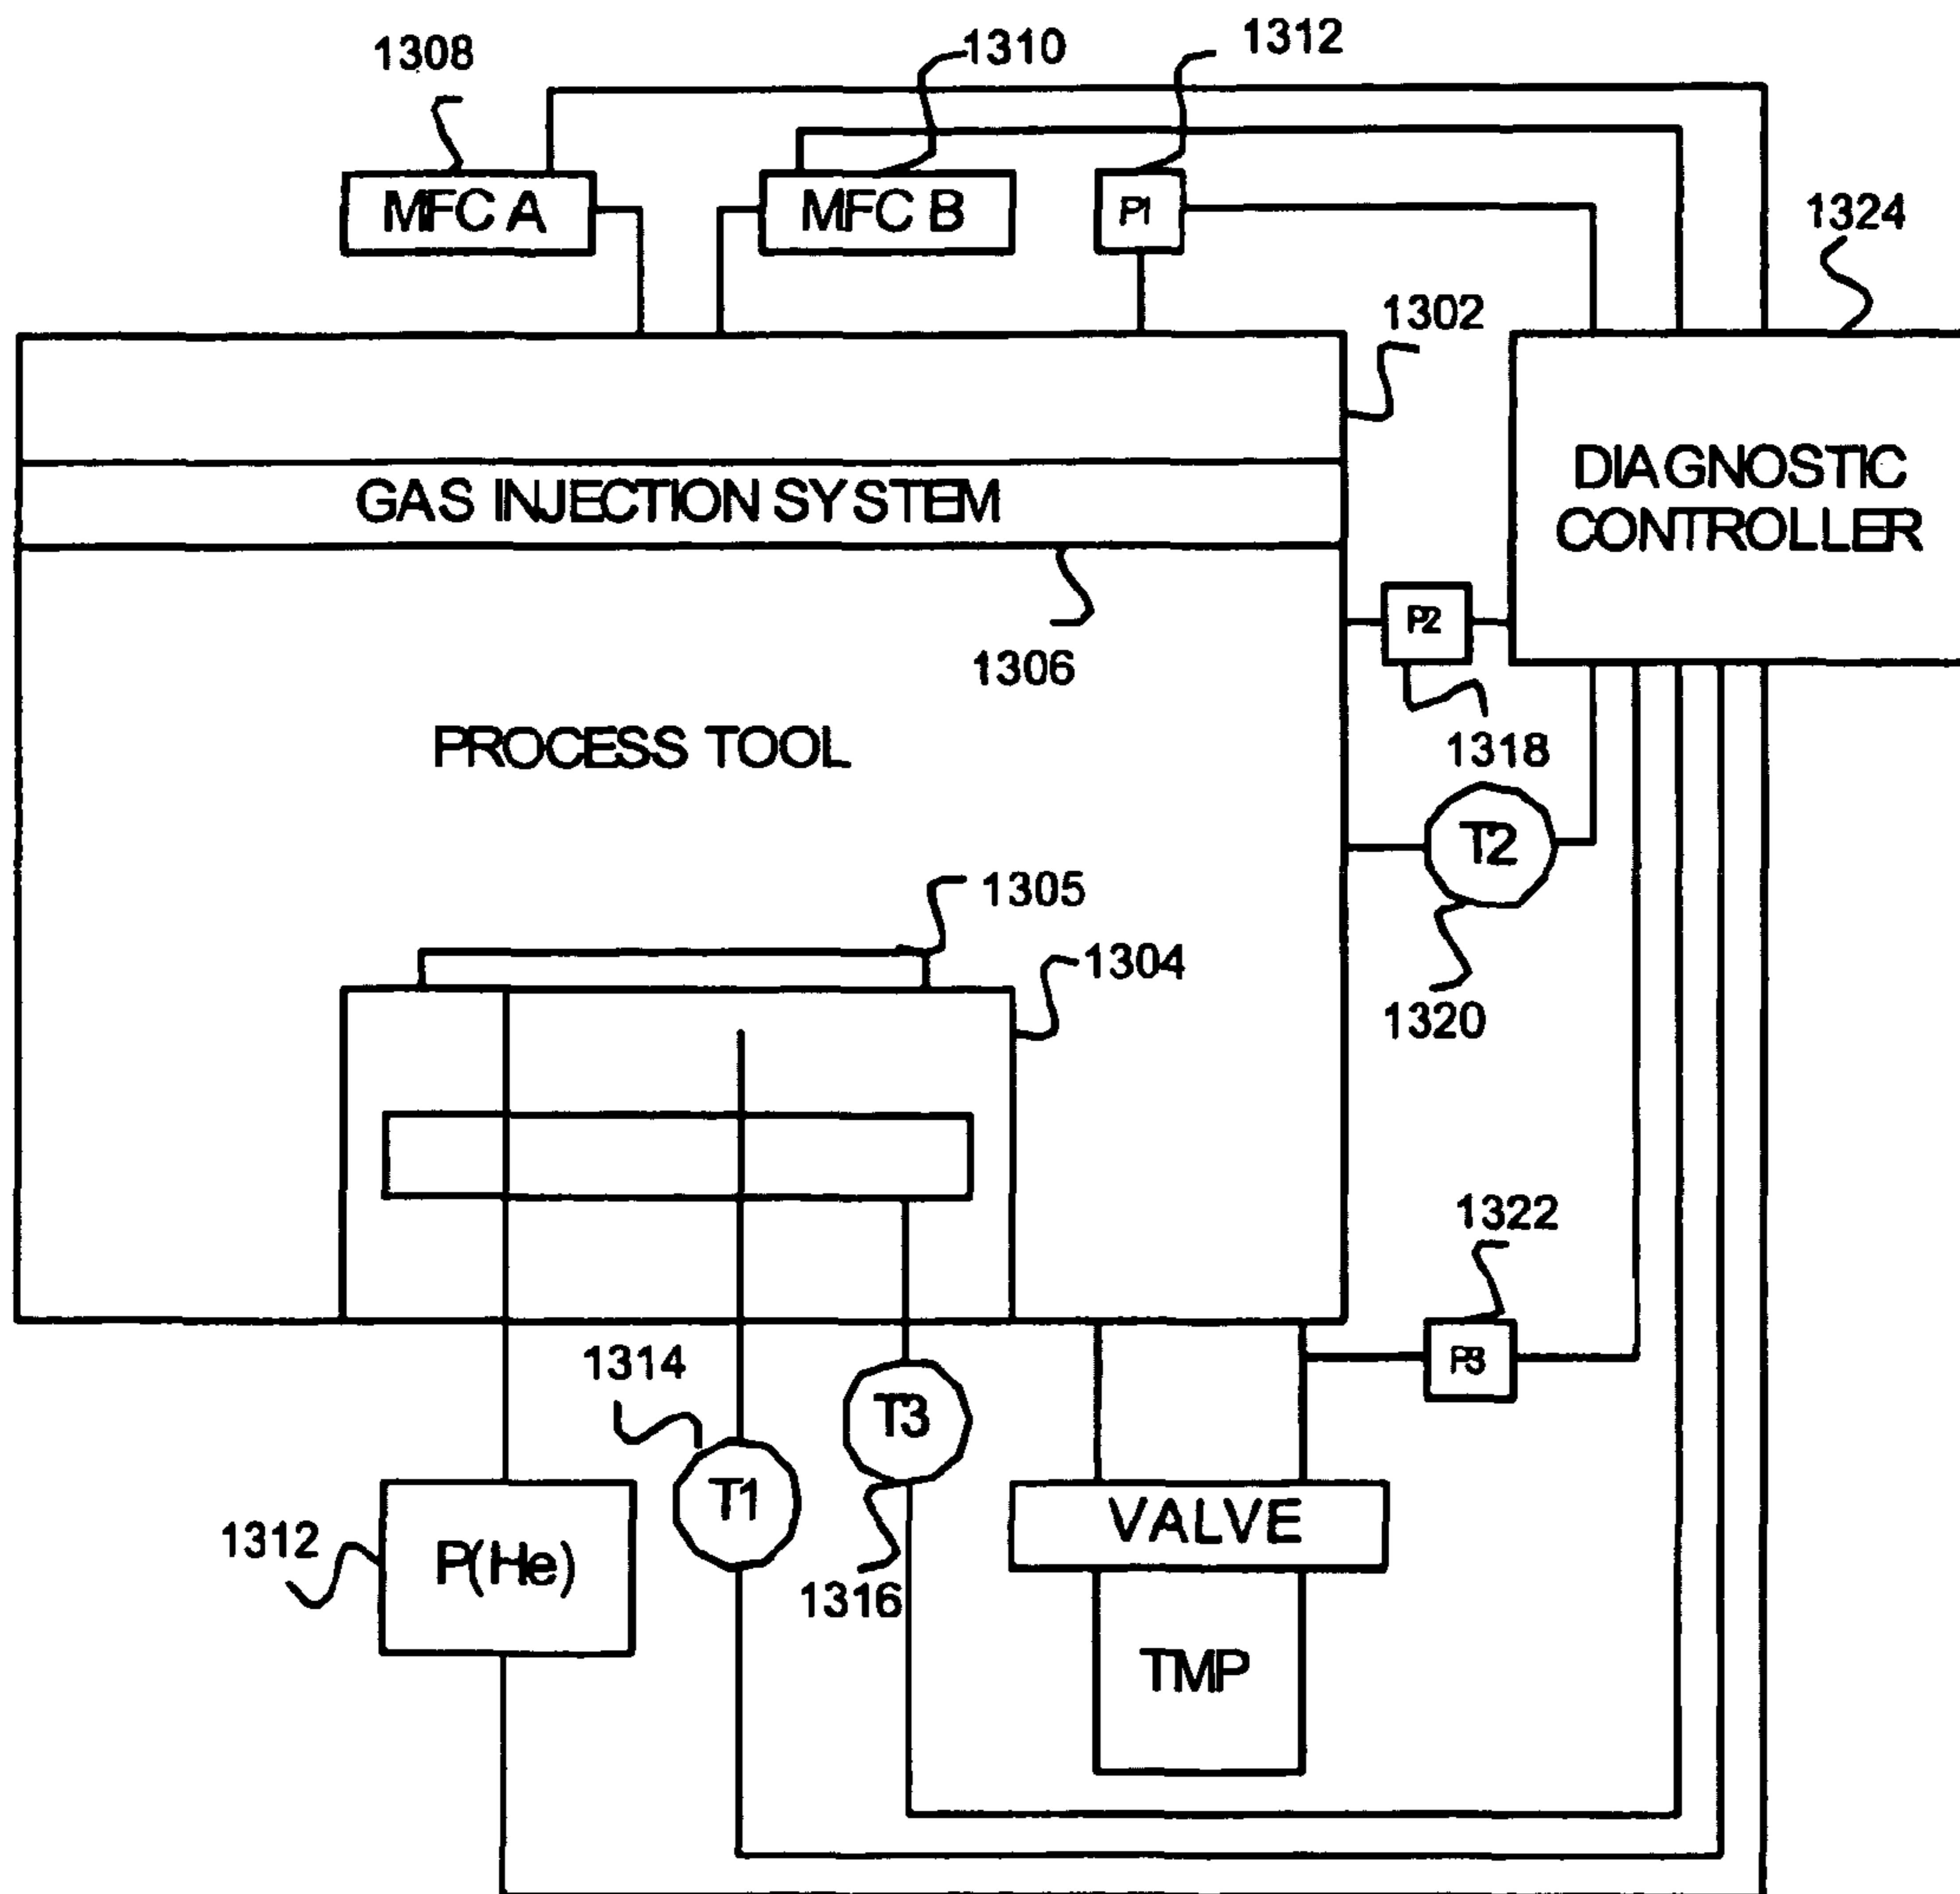 1308
1310
1312
MFC A
MFC B
P1
1324
1302
GAS INJECTION SYSTEM
DIAGNOSTIC
CONTROLLER
P2
1306
1318
PROCESS TOOL
T2
1305
1304
1320
1322
1314
T3
P3
T1
VALVE
1312
P(He)
1316
TMP